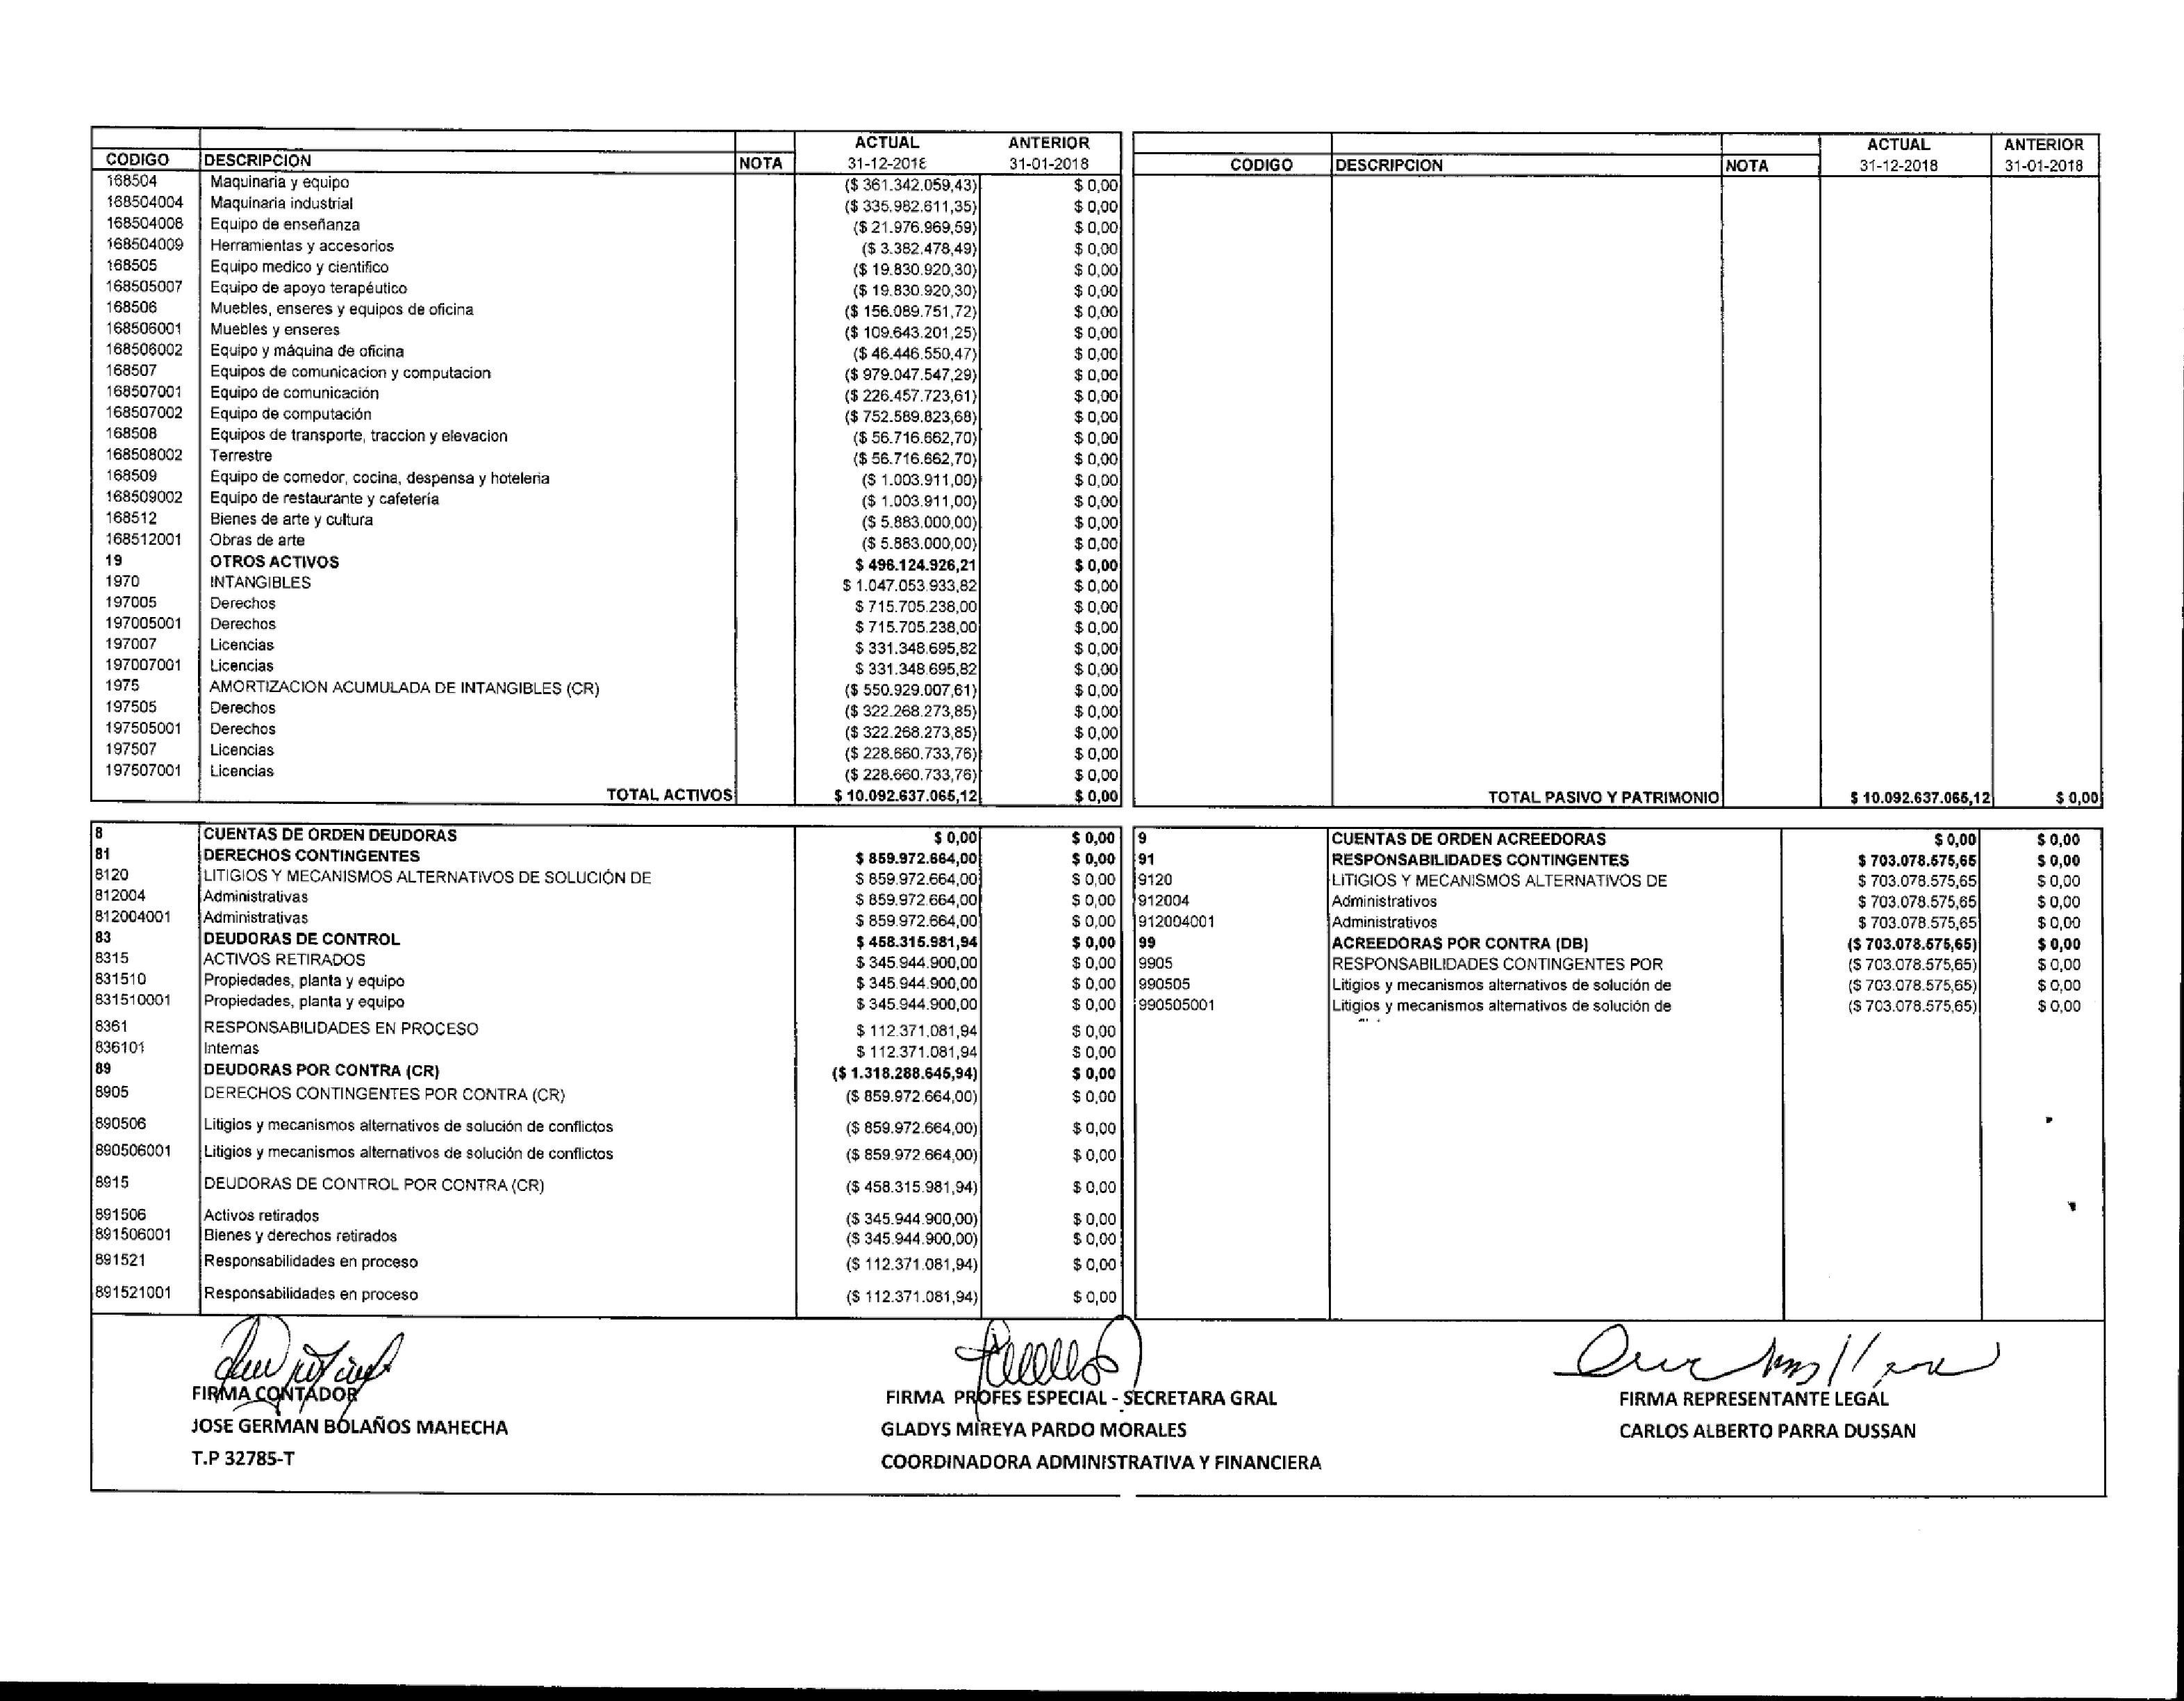 ACTUAL ANTERIOR
CODIGO DESCRIPCION NOTA 31-12-2018 31-01-2018
168504 Maquinaria y equipo ($ 361.342.059,43) $ 0,00
168504004 Maquinaria industrial ($ 335.982.611,35) $ 0,00
168504008 Equipo de enseñanza ($ 21.976.969,59) $ 0,00
168504009 Herramientas y accesorios ($ 3.382.478,49) $ 0,00
168505 Equipo medico y cientifico ($ 19.830.920,30) $ 0,00
168505007 Equipo de apoyo terapéutico ($ 19.830.920,30) $ 0,00
168506 Muebles, enseres y equipos de oficina ($ 156.089.751,72) $ 0,00
168506001 Muebles y enseres ($ 109.643.201,25) $ 0,00
168506002 Equipo y máquina de oficina ($ 46.446.550,47) $ 0,00
168507 Equipos de comunicacion y computacion ($ 979.047.547,29) $ 0,00
168507001 Equipo de comunicación ($ 226.457.723,61) $ 0,00
168507002 Equipo de computación ($ 752.589.823,68) $ 0,00
168508 Equipos de transporte, traccion y elevacion ($ 56.716.662,70) $ 0,00
168508002 Terrestre ($ 56.716.662,70) $ 0,00
168509 Equipo de comedor, cocina, despensa y hoteleria ($ 1.003.911,00) $ 0,00
168509002 Equipo de restaurante y cafetería ($ 1.003.911,00) $ 0,00
168512 Bienes de arte y cultura ($ 5.883.000,00) $ 0,00
168512001 Obras de arte ($ 5.883.000,00) $ 0,00
19 OTROS ACTIVOS $ 496.124.926,21 $ 0,00
1970 INTANGIBLES $ 1.047.053.933,82 $ 0,00
197005 Derechos $ 715.705.238,00 $ 0,00
197005001 Derechos $ 715.705.238,00 $ 0,00
197007 Licencias $ 331.348.695,82 $ 0,00
197007001 Licencias $ 331.348.695,82 $ 0,00
1975 AMORTIZACION ACUMULADA DE INTANGIBLES (CR) ($ 550.929.007,61) $ 0,00
197505 Derechos ($ 322.268.273,85) $ 0,00
197505001 Derechos ($ 322.268.273,85) $ 0,00
197507 Licencias ($ 228.660.733,76) $ 0,00
197507001 Licencias ($ 228.660.733,76) $ 0,00
TOTAL ACTIVOS $ 10.092.637.065,12 $ 0,00
ACTUAL ANTERIOR
CODIGO DESCRIPCION NOTA 31-12-2018 31-01-2018
TOTAL PASIVO Y PATRIMONIO $ 10.092.637.065,12 $ 0,00
8 CUENTAS DE ORDEN DEUDORAS $ 0,00 $ 0,00
81 DERECHOS CONTINGENTES $ 859.972.664,00 $ 0,00
8120 LITIGIOS Y MECANISMOS ALTERNATIVOS DE SOLUCIÓN DE $ 859.972.664,00 $ 0,00
812004 Administrativas $ 859.972.664,00 $ 0,00
812004001 Administrativas $ 859.972.664,00 $ 0,00
83 DEUDORAS DE CONTROL $ 458.315.981,94 $ 0,00
8315 ACTIVOS RETIRADOS $ 345.944.900,00 $ 0,00
831510 Propiedades, planta y equipo $ 345.944.900,00 $ 0,00
831510001 Propiedades, planta y equipo $ 345.944.900,00 $ 0,00
8361 RESPONSABILIDADES EN PROCESO $ 112.371.081,94 $ 0,00
836101 Internas $ 112.371.081,94 $ 0,00
89 DEUDORAS POR CONTRA (CR) ($ 1.318.288.645,94) $ 0,00
8905 DERECHOS CONTINGENTES POR CONTRA (CR) ($ 859.972.664,00) $ 0,00
890506 Litigios y mecanismos alternativos de solución de conflictos ($ 859.972.664,00) $ 0,00
890506001 Litigios y mecanismos alternativos de solución de conflictos ($ 859.972.664,00) $ 0,00
8915 DEUDORAS DE CONTROL POR CONTRA (CR) ($ 458.315.981,94) $ 0,00
891506 Activos retirados ($ 345.944.900,00) $ 0,00
891506001 Bienes y derechos retirados ($ 345.944.900,00) $ 0,00
891521 Responsabilidades en proceso ($ 112.371.081,94) $ 0,00
891521001 Responsabilidades en proceso ($ 112.371.081,94) $ 0,00
9 CUENTAS DE ORDEN ACREEDORAS $ 0,00 $ 0,00
91 RESPONSABILIDADES CONTINGENTES $ 703.078.575,65 $ 0,00
9120 LITIGIOS Y MECANISMOS ALTERNATIVOS DE $ 703.078.575,65 $ 0,00
912004 Administrativos $ 703.078.575,65 $ 0,00
912004001 Administrativos $ 703.078.575,65 $ 0,00
99 ACREEDORAS POR CONTRA (DB) ($ 703.078.575,65) $ 0,00
9905 RESPONSABILIDADES CONTINGENTES POR ($ 703.078.575,65) $ 0,00
990505 Litigios y mecanismos alternativos de solución de ($ 703.078.575,65) $ 0,00
990505001 Litigios y mecanismos alternativos de solución de ($ 703.078.575,65) $ 0,00
FIRMA CONTADOR
JOSE GERMAN BOLAÑOS MAHECHA
T.P 32785-T
FIRMA PROFES ESPECIAL - SECRETARA GRAL
GLADYS MIREYA PARDO MORALES
COORDINADORA ADMINISTRATIVA Y FINANCIERA
FIRMA REPRESENTANTE LEGAL
CARLOS ALBERTO PARRA DUSSAN